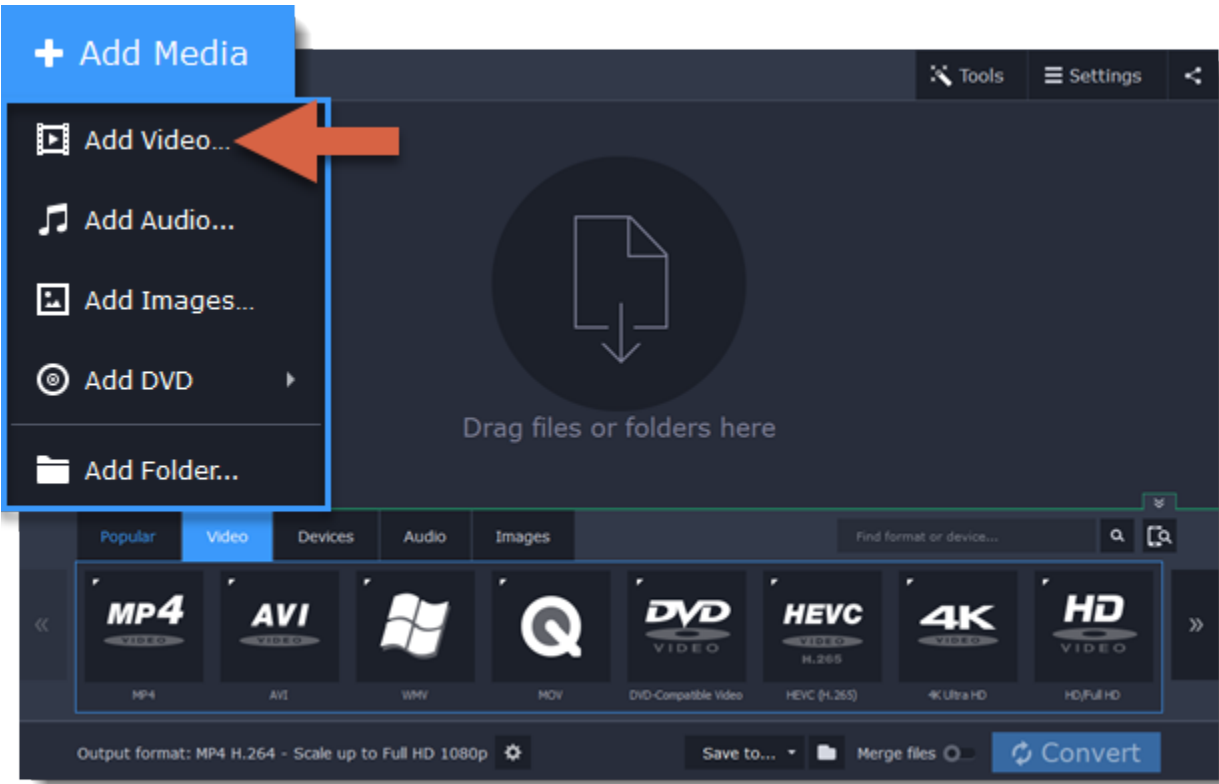 Add Media
Tools
Settings
Add Video...
Add Audio...
Add Images...
Add DVD
Add Folder...
Drag files or folders here
Popular
Video
Devices
Audio
Images
Find format or device...
MP4
VIDEO
AVI
VIDEO
DVD
VIDEO
HEVC
VIDEO
H.265
4K
VIDEO
HD
VIDEO
MP4
AVI
WMV
MOV
DVD-Compatible Video
HEVC (H.265)
4K Ultra HD
HD/Full HD
Output format: MP4 H.264 - Scale up to Full HD 1080p
Save to...
Merge files
Convert